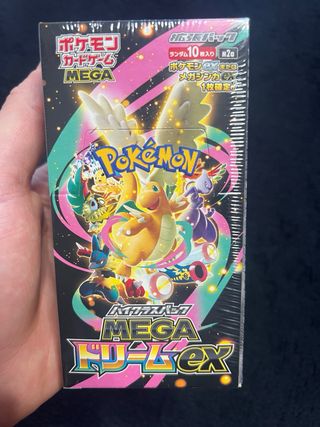 ポケモン
カードゲーム
MEGA
拡張パック
ランダム10枚入り
ポケモンexまたは
メガシンカex
1枚確定
POKÉMON
ハイクラスパック
MEGA
ドリームex